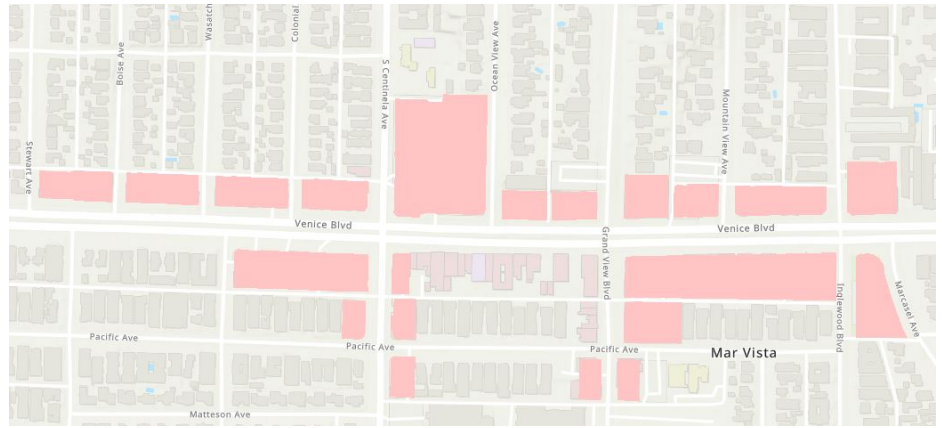 Wasatch
Colonial
Boise Ave
S Centinela Ave
Ocean View Ave
Stewart Ave
Mountain View Ave
Venice Blvd
Venice Blvd
Grand View Blvd
Inglewood Blvd
Marcasel Ave
Pacific Ave
Pacific Ave
Pacific Ave
Mar Vista
Matteson Ave